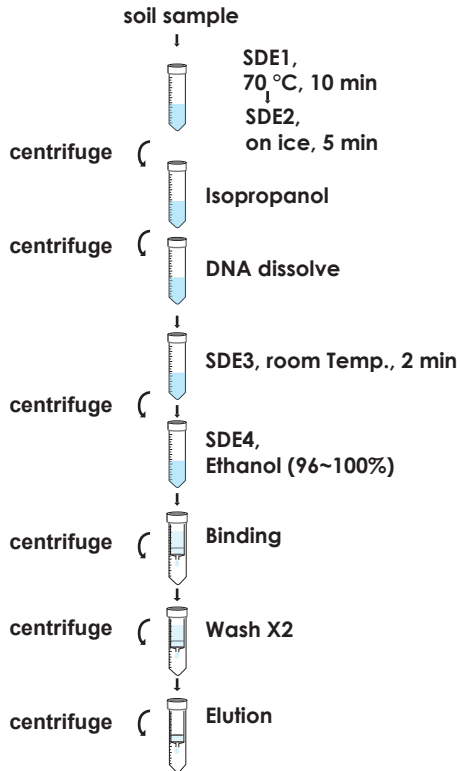 soil sample
SDE1,
70 °C, 10 min
SDE2,
on ice, 5 min
centrifuge
Isopropanol
centrifuge
DNA dissolve
SDE3, room Temp., 2 min
centrifuge
SDE4,
Ethanol (96~100%)
centrifuge
Binding
centrifuge
Wash X2
centrifuge
Elution